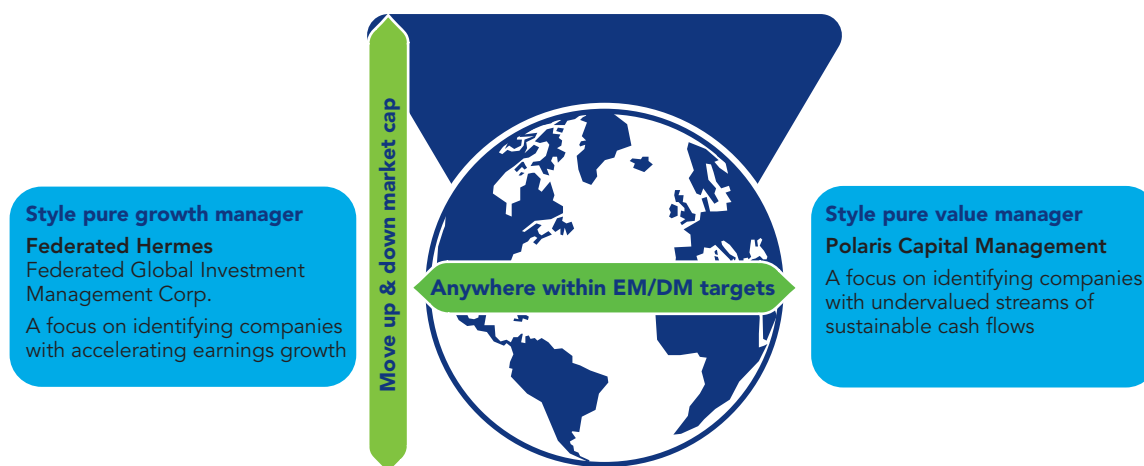 Style pure growth manager
Federated Hermes
Federated Global Investment
Management Corp.
A focus on identifying companies
with accelerating earnings growth
Move up & down market cap
Anywhere within EM/DM targets
Style pure value manager
Polaris Capital Management
A focus on identifying companies
with undervalued streams of
sustainable cash flows